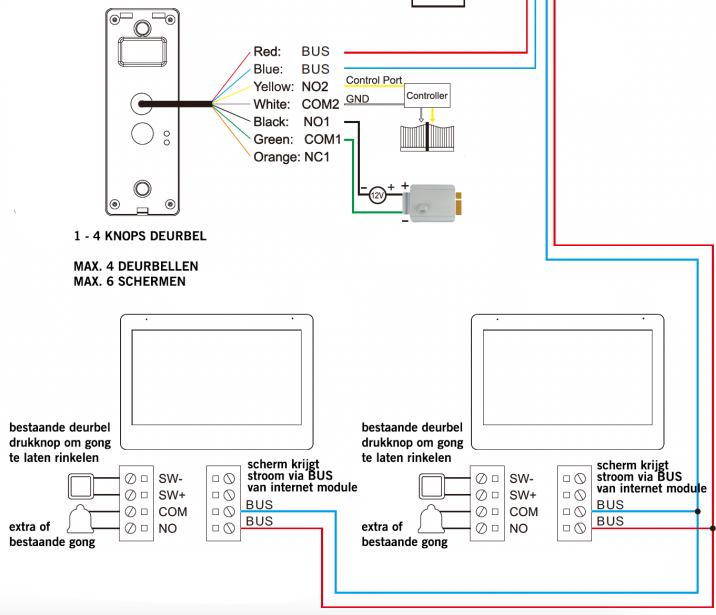 Red: BUS
Blue: BUS
Yellow: NO2
Control Port
White: COM2
GND
Controller
Black: NO1
Green: COM1
Orange: NC1
- 12V + +
-
1 - 4 KNOPS DEURBEL
MAX. 4 DEURBELLEN
MAX. 6 SCHERMEN
bestaande deurbel
drukknop om gong
te laten rinkelen
SW-
SW+
COM
NO
extra of
bestaande gong
scherm krijgt
stroom via BUS
van internet module
BUS
BUS
bestaande deurbel
drukknop om gong
te laten rinkelen
SW-
SW+
COM
NO
extra of
bestaande gong
scherm krijgt
stroom via BUS
van internet module
BUS
BUS